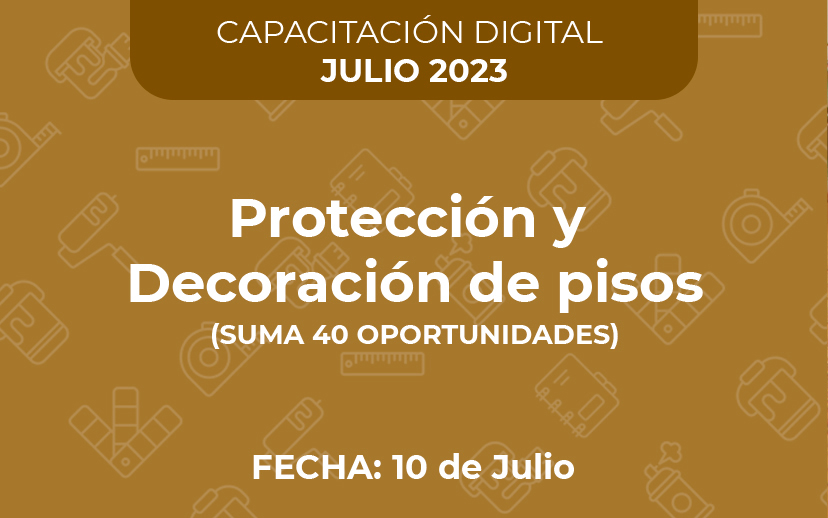 CAPACITACIÓN DIGITAL
JULIO 2023
Protección y
Decoración de pisos
(SUMA 40 OPORTUNIDADES)
FECHA: 10 de Julio